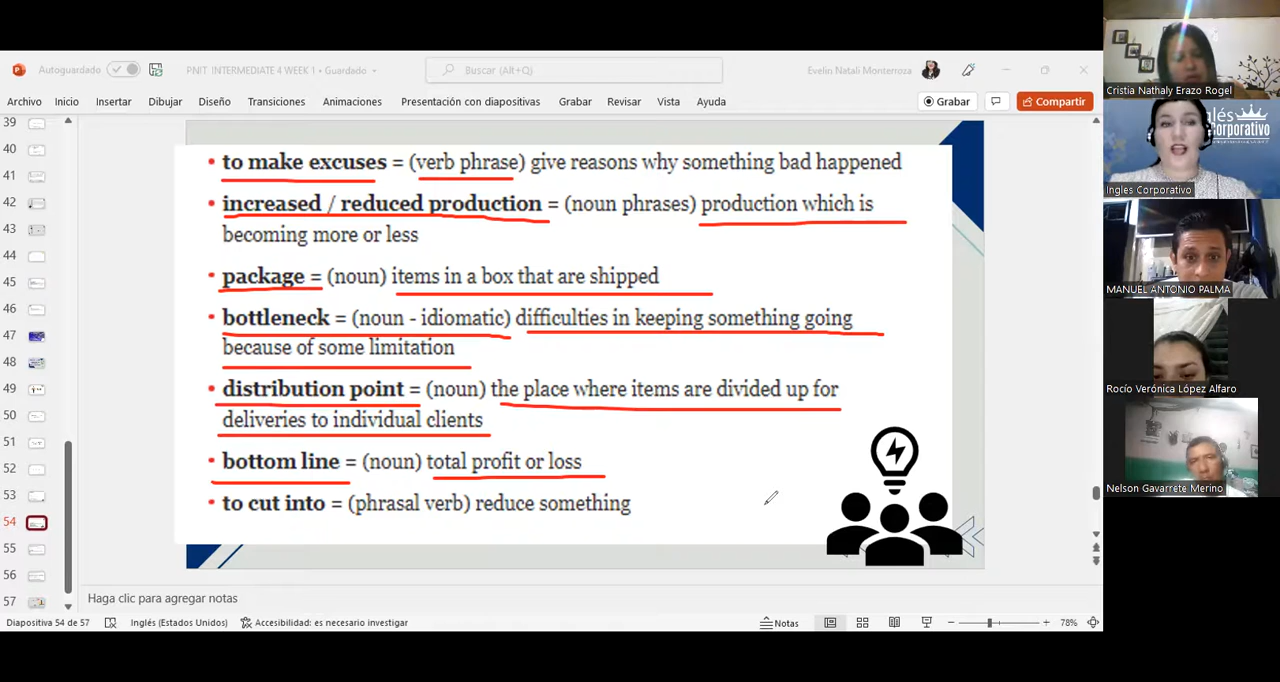 Autoguardado
PNIT INTERMEDIATE 4 WEEK 1 • Guardado
Buscar (Alt+Q)
Evelin Natali Monterroza
Archivo Inicio Insertar Dibujar Diseño Transiciones Animaciones Presentación con diapositivas Grabar Revisar Vista Ayuda
Grabar
Compartir
39
40
41
42
43
44
45
46
47
48
49
50
51
52
53
54
55
56
57
• to make excuses = (verb phrase) give reasons why something bad happened
• increased / reduced production = (noun phrases) production which is
becoming more or less
• package = (noun) items in a box that are shipped
• bottleneck = (noun - idiomatic) difficulties in keeping something going
because of some limitation
• distribution point = (noun) the place where items are divided up for
deliveries to individual clients
• bottom line = (noun) total profit or loss
• to cut into = (phrasal verb) reduce something
Haga clic para agregar notas
Diapositiva 54 de 57 Inglés (Estados Unidos) Accesibilidad: es necesario investigar Notas 78%
Cristia Nathaly Erazo Rogel
glés
Corporativo
Ingles Corporativo
MANUEL ANTONIO PALMA
Rocío Verónica López Alfaro
Nelson Gavarrete Merino